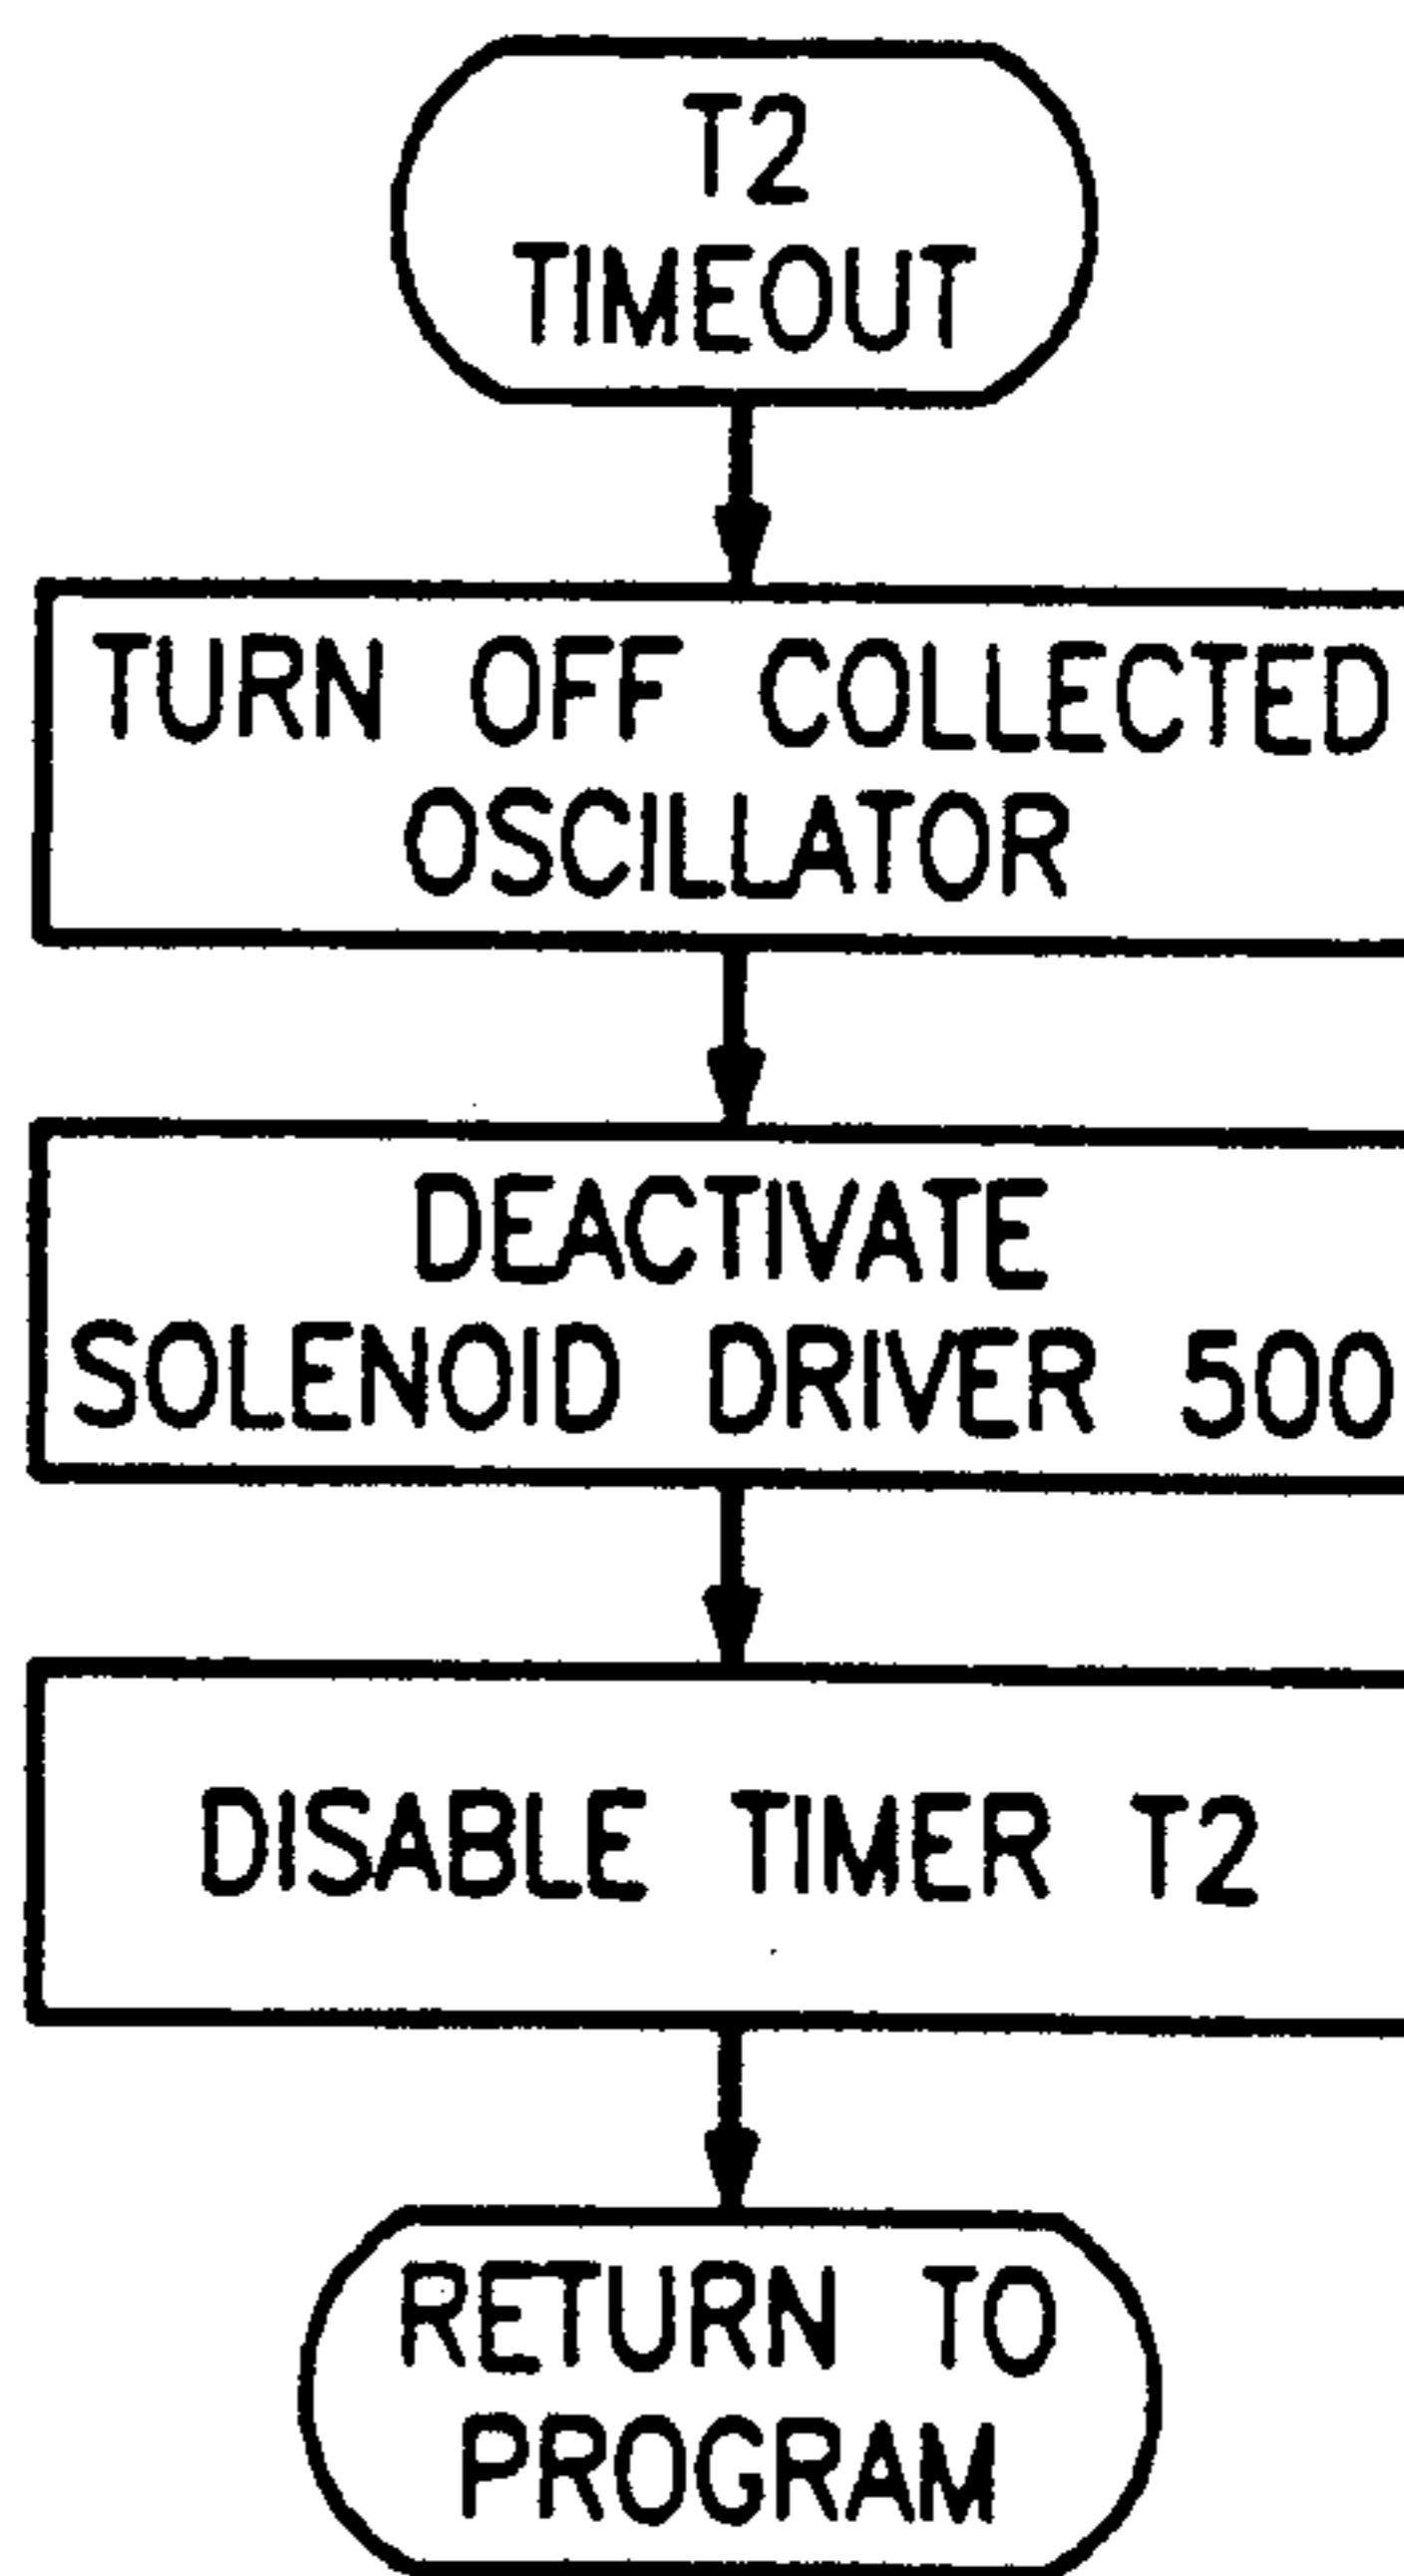 T2
TIMEOUT
TURN OFF COLLECTED
OSCILLATOR
DEACTIVATE
SOLENOID DRIVER 500
DISABLE TIMER T2
RETURN TO
PROGRAM